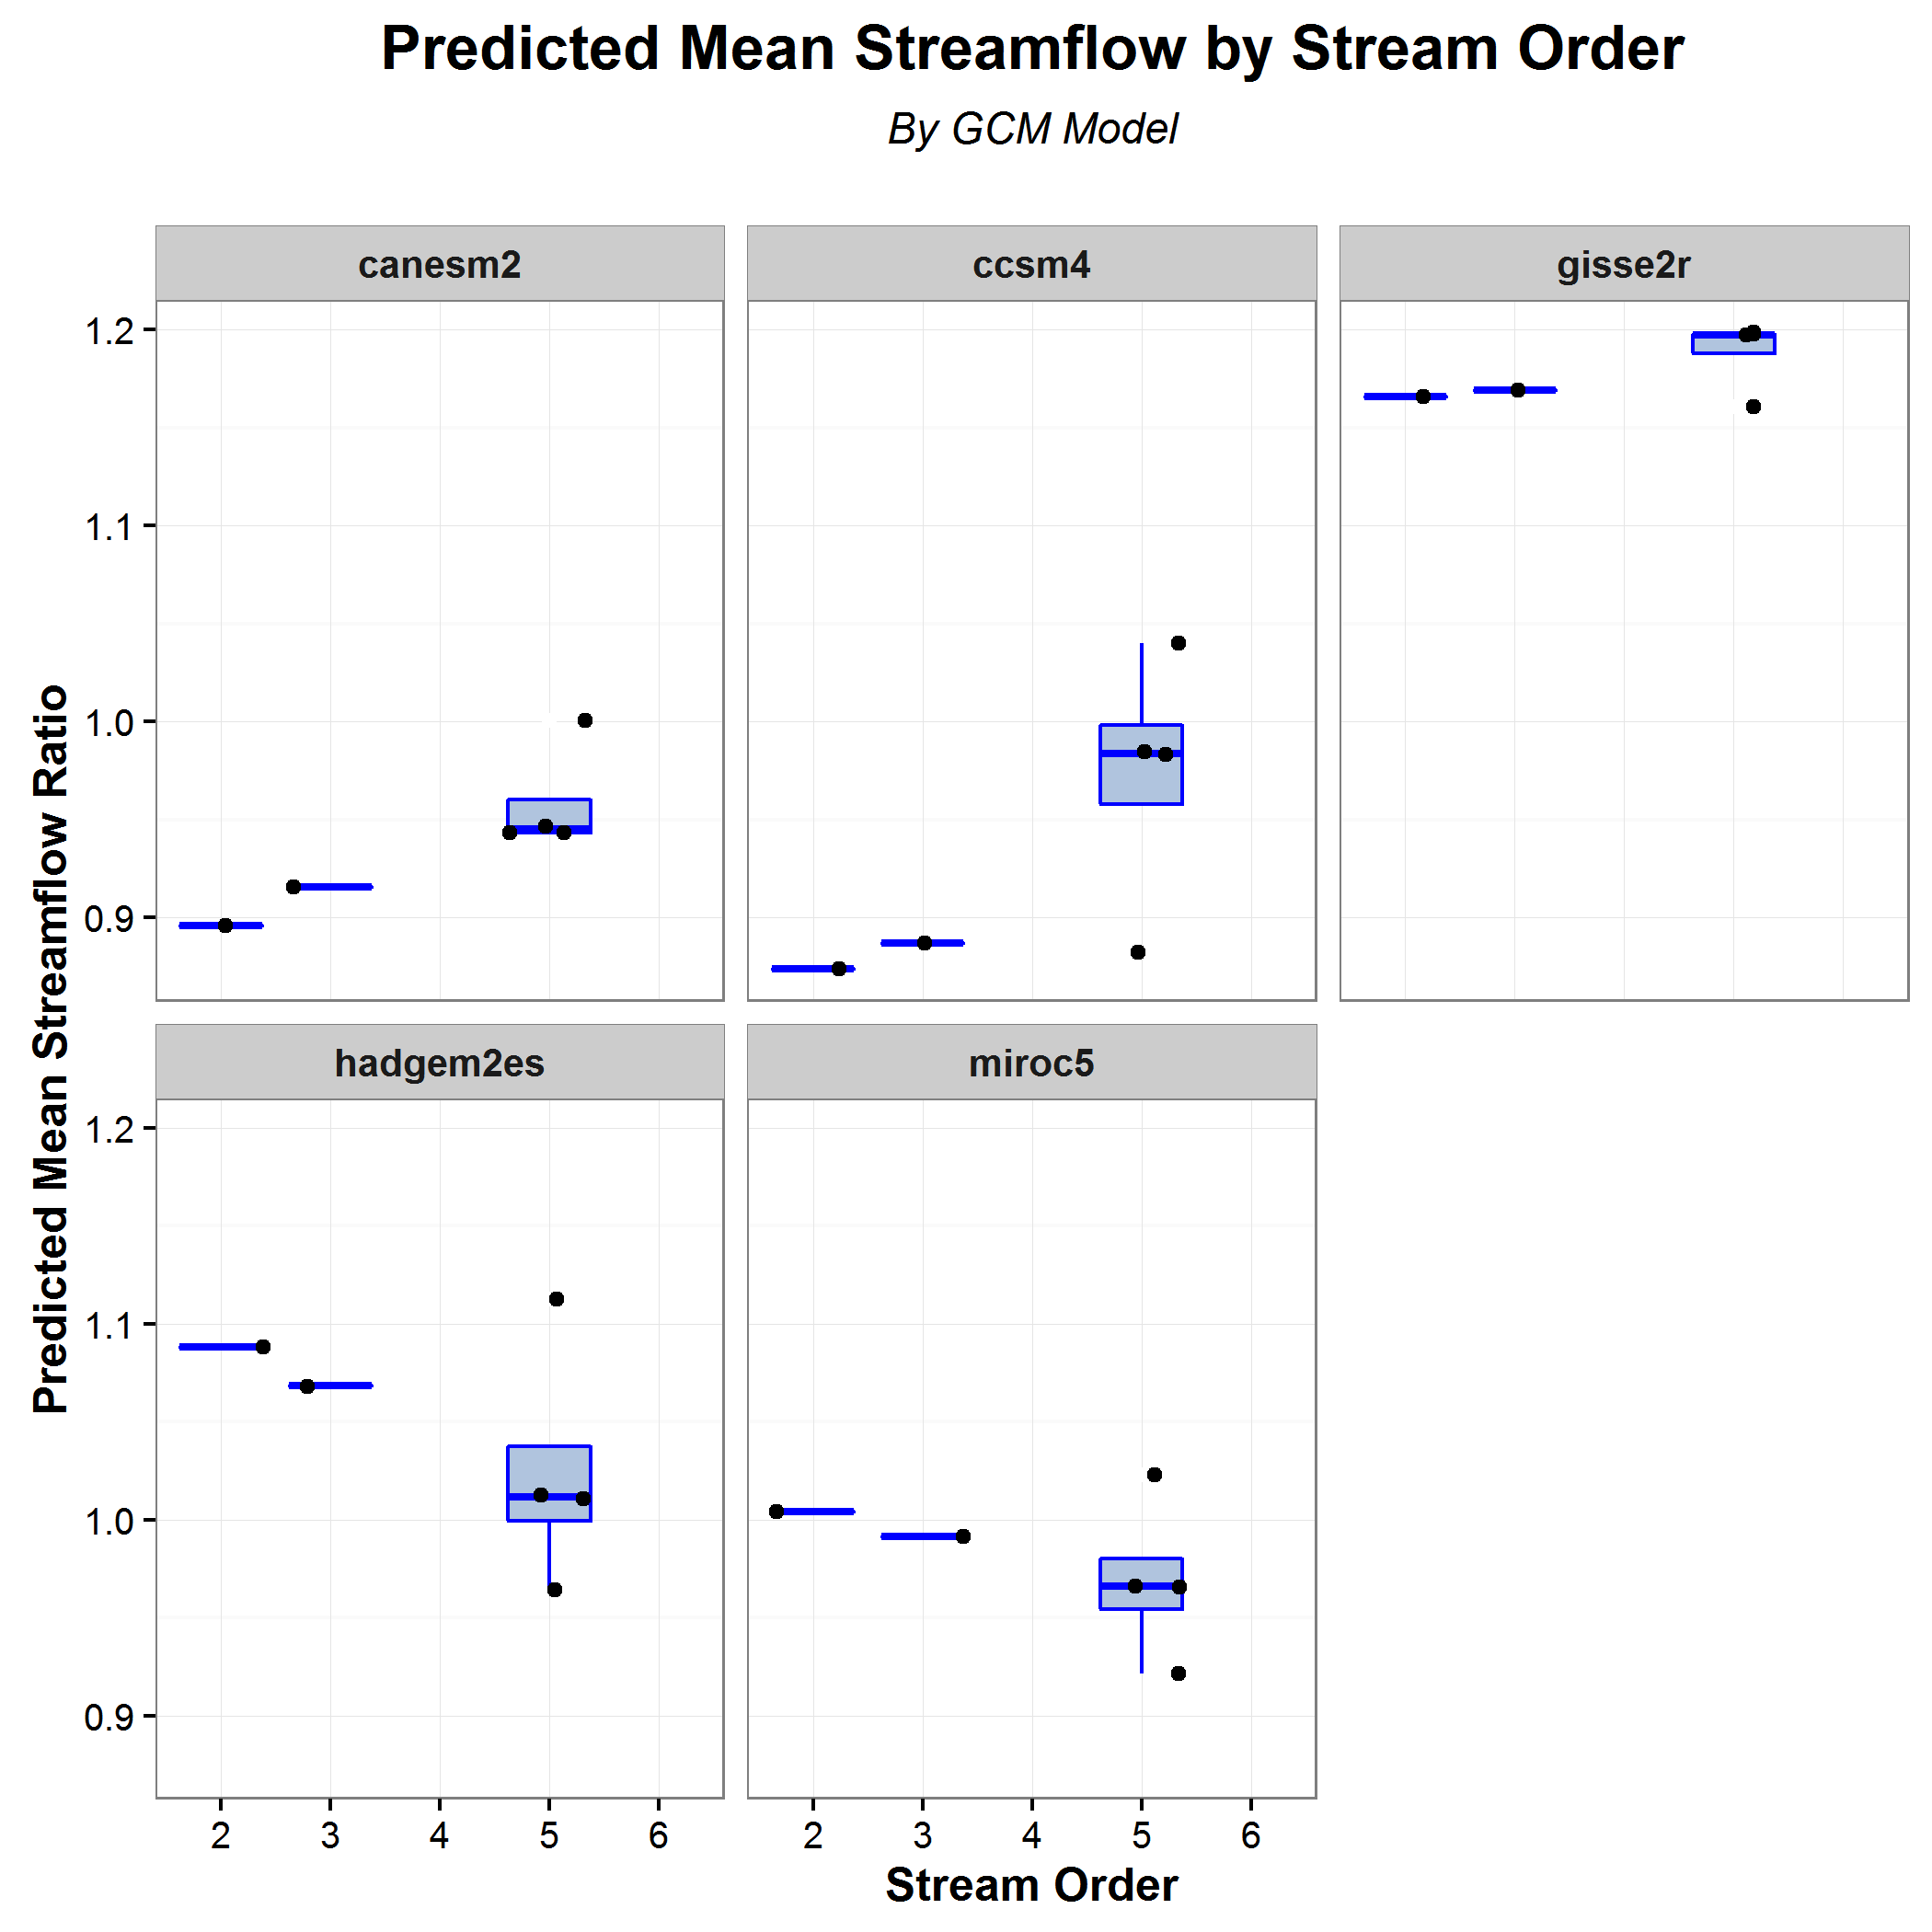 Predicted Mean Streamflow by Stream Order
By GCM Model
canesm2
ccsm4
gisse2r
1.2
1.1
1.0
0.9
Predicted Mean Streamflow Ratio
hadgem2es
miroc5
1.2
1.1
1.0
0.9
2 3 4 5 6
2 3 4 5 6
Stream Order